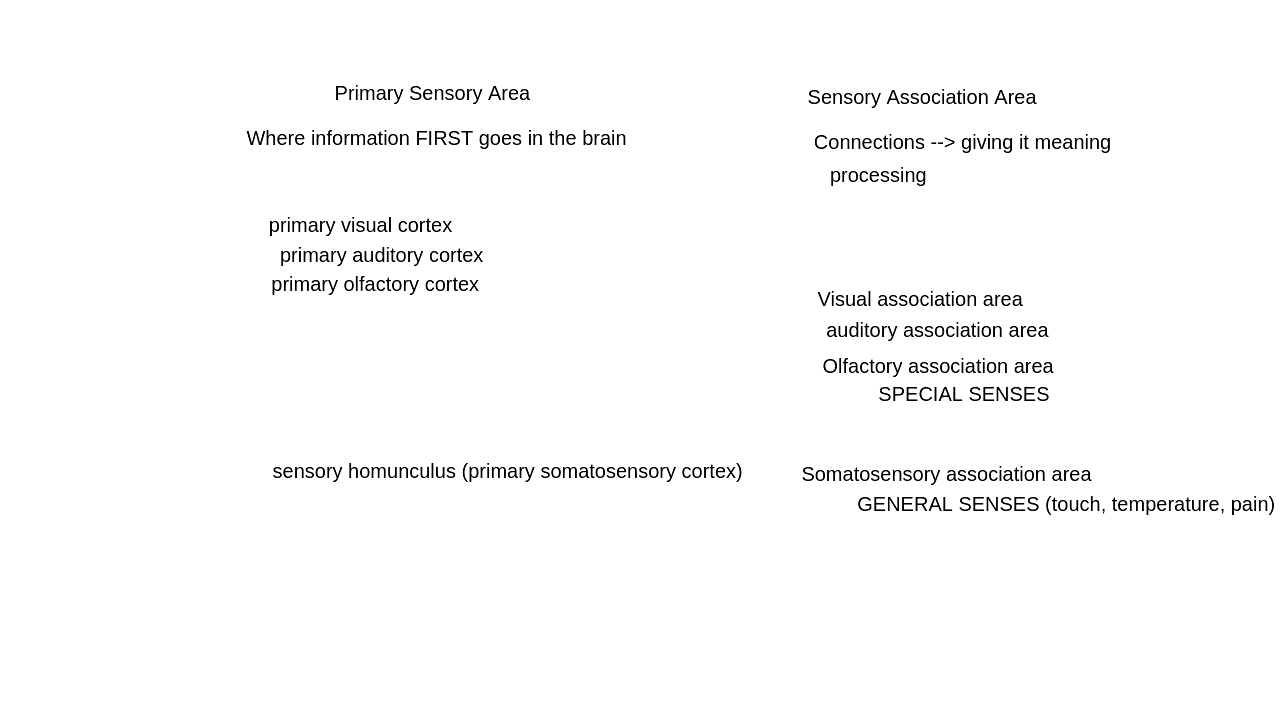 Primary Sensory Area
Where information FIRST goes in the brain
primary visual cortex
primary auditory cortex
primary olfactory cortex
sensory homunculus (primary somatosensory cortex)
Sensory Association Area
Connections --> giving it meaning
processing
Visual association area
auditory association area
Olfactory association area
SPECIAL SENSES
Somatosensory association area
GENERAL SENSES (touch, temperature, pain)